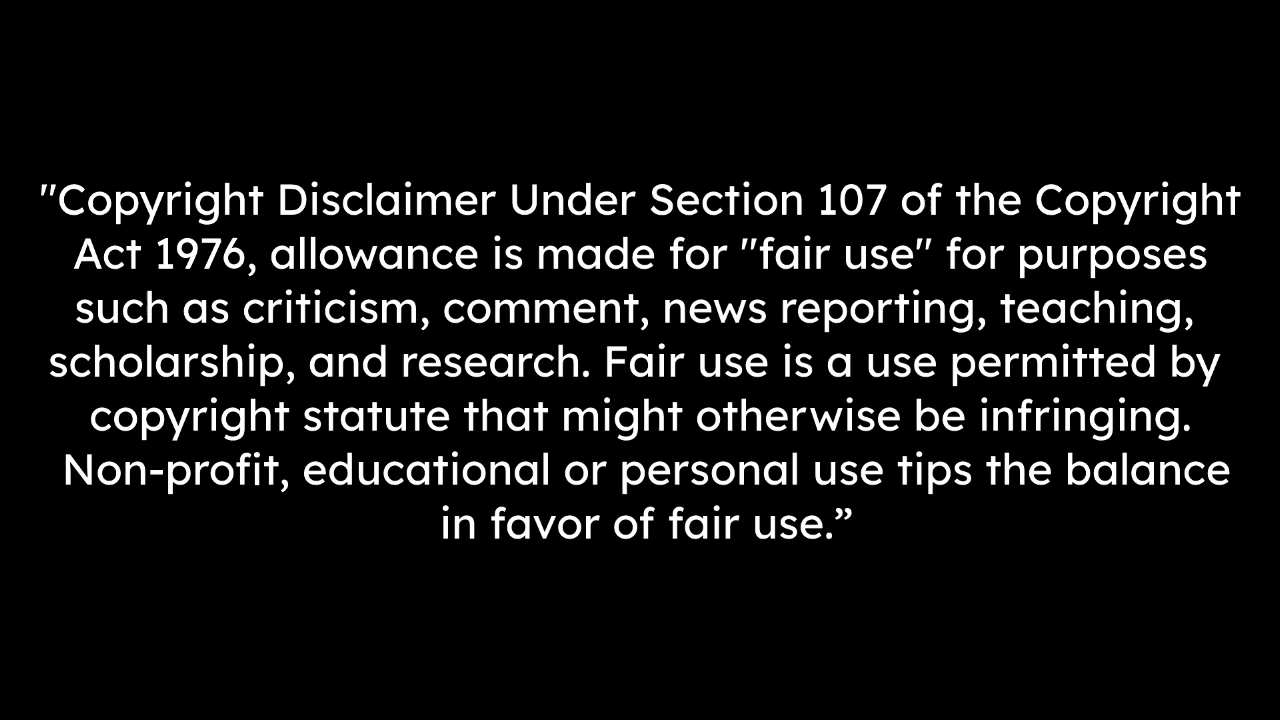 "Copyright Disclaimer Under Section 107 of the Copyright
Act 1976, allowance is made for "fair use" for purposes
such as criticism, comment, news reporting, teaching,
scholarship, and research. Fair use is a use permitted by
copyright statute that might otherwise be infringing.
Non-profit, educational or personal use tips the balance
in favor of fair use.”